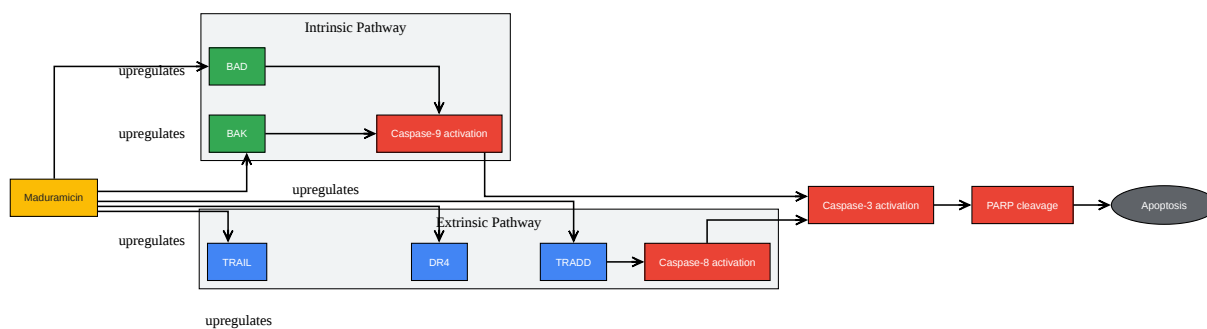 Intrinsic Pathway
upregulates
BAD
upregulates
BAK
Caspase-9 activation
Maduramicin
upregulates
Caspase-3 activation
PARP cleavage
Apoptosis
Extrinsic Pathway
upregulates
TRAIL
DR4
TRADD
Caspase-8 activation
upregulates